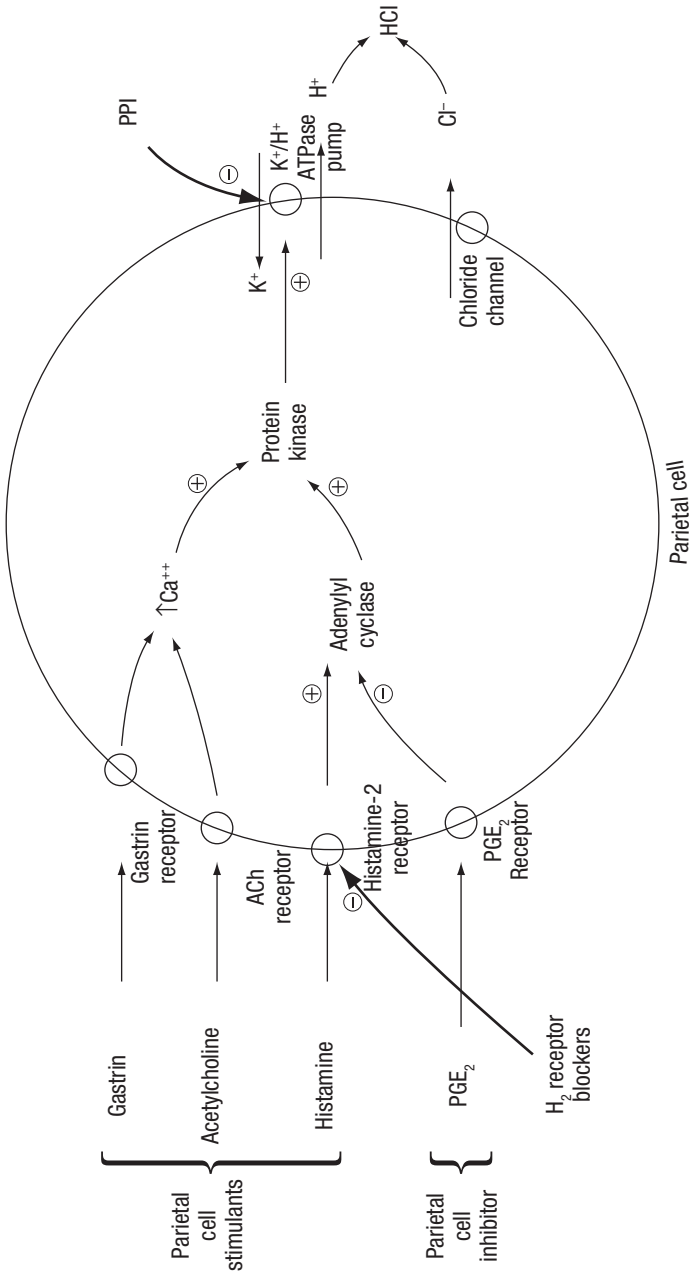 Parietal
cell
stimulants
Gastrin
Acetylcholine
Histamine
Parietal
cell
inhibitor
PGE₂
H₂ receptor
blockers
Gastrin
receptor
ACh
receptor
Histamine-2
receptor
PGE₂
Receptor
↑Ca⁺⁺
Adenylyl
cyclase
Protein
kinase
K⁺
PPI
K⁺/H⁺
ATPase
pump
Chloride
channel
H⁺
Cl⁻
HCl
Parietal cell
+
+
+
+
−
−
−